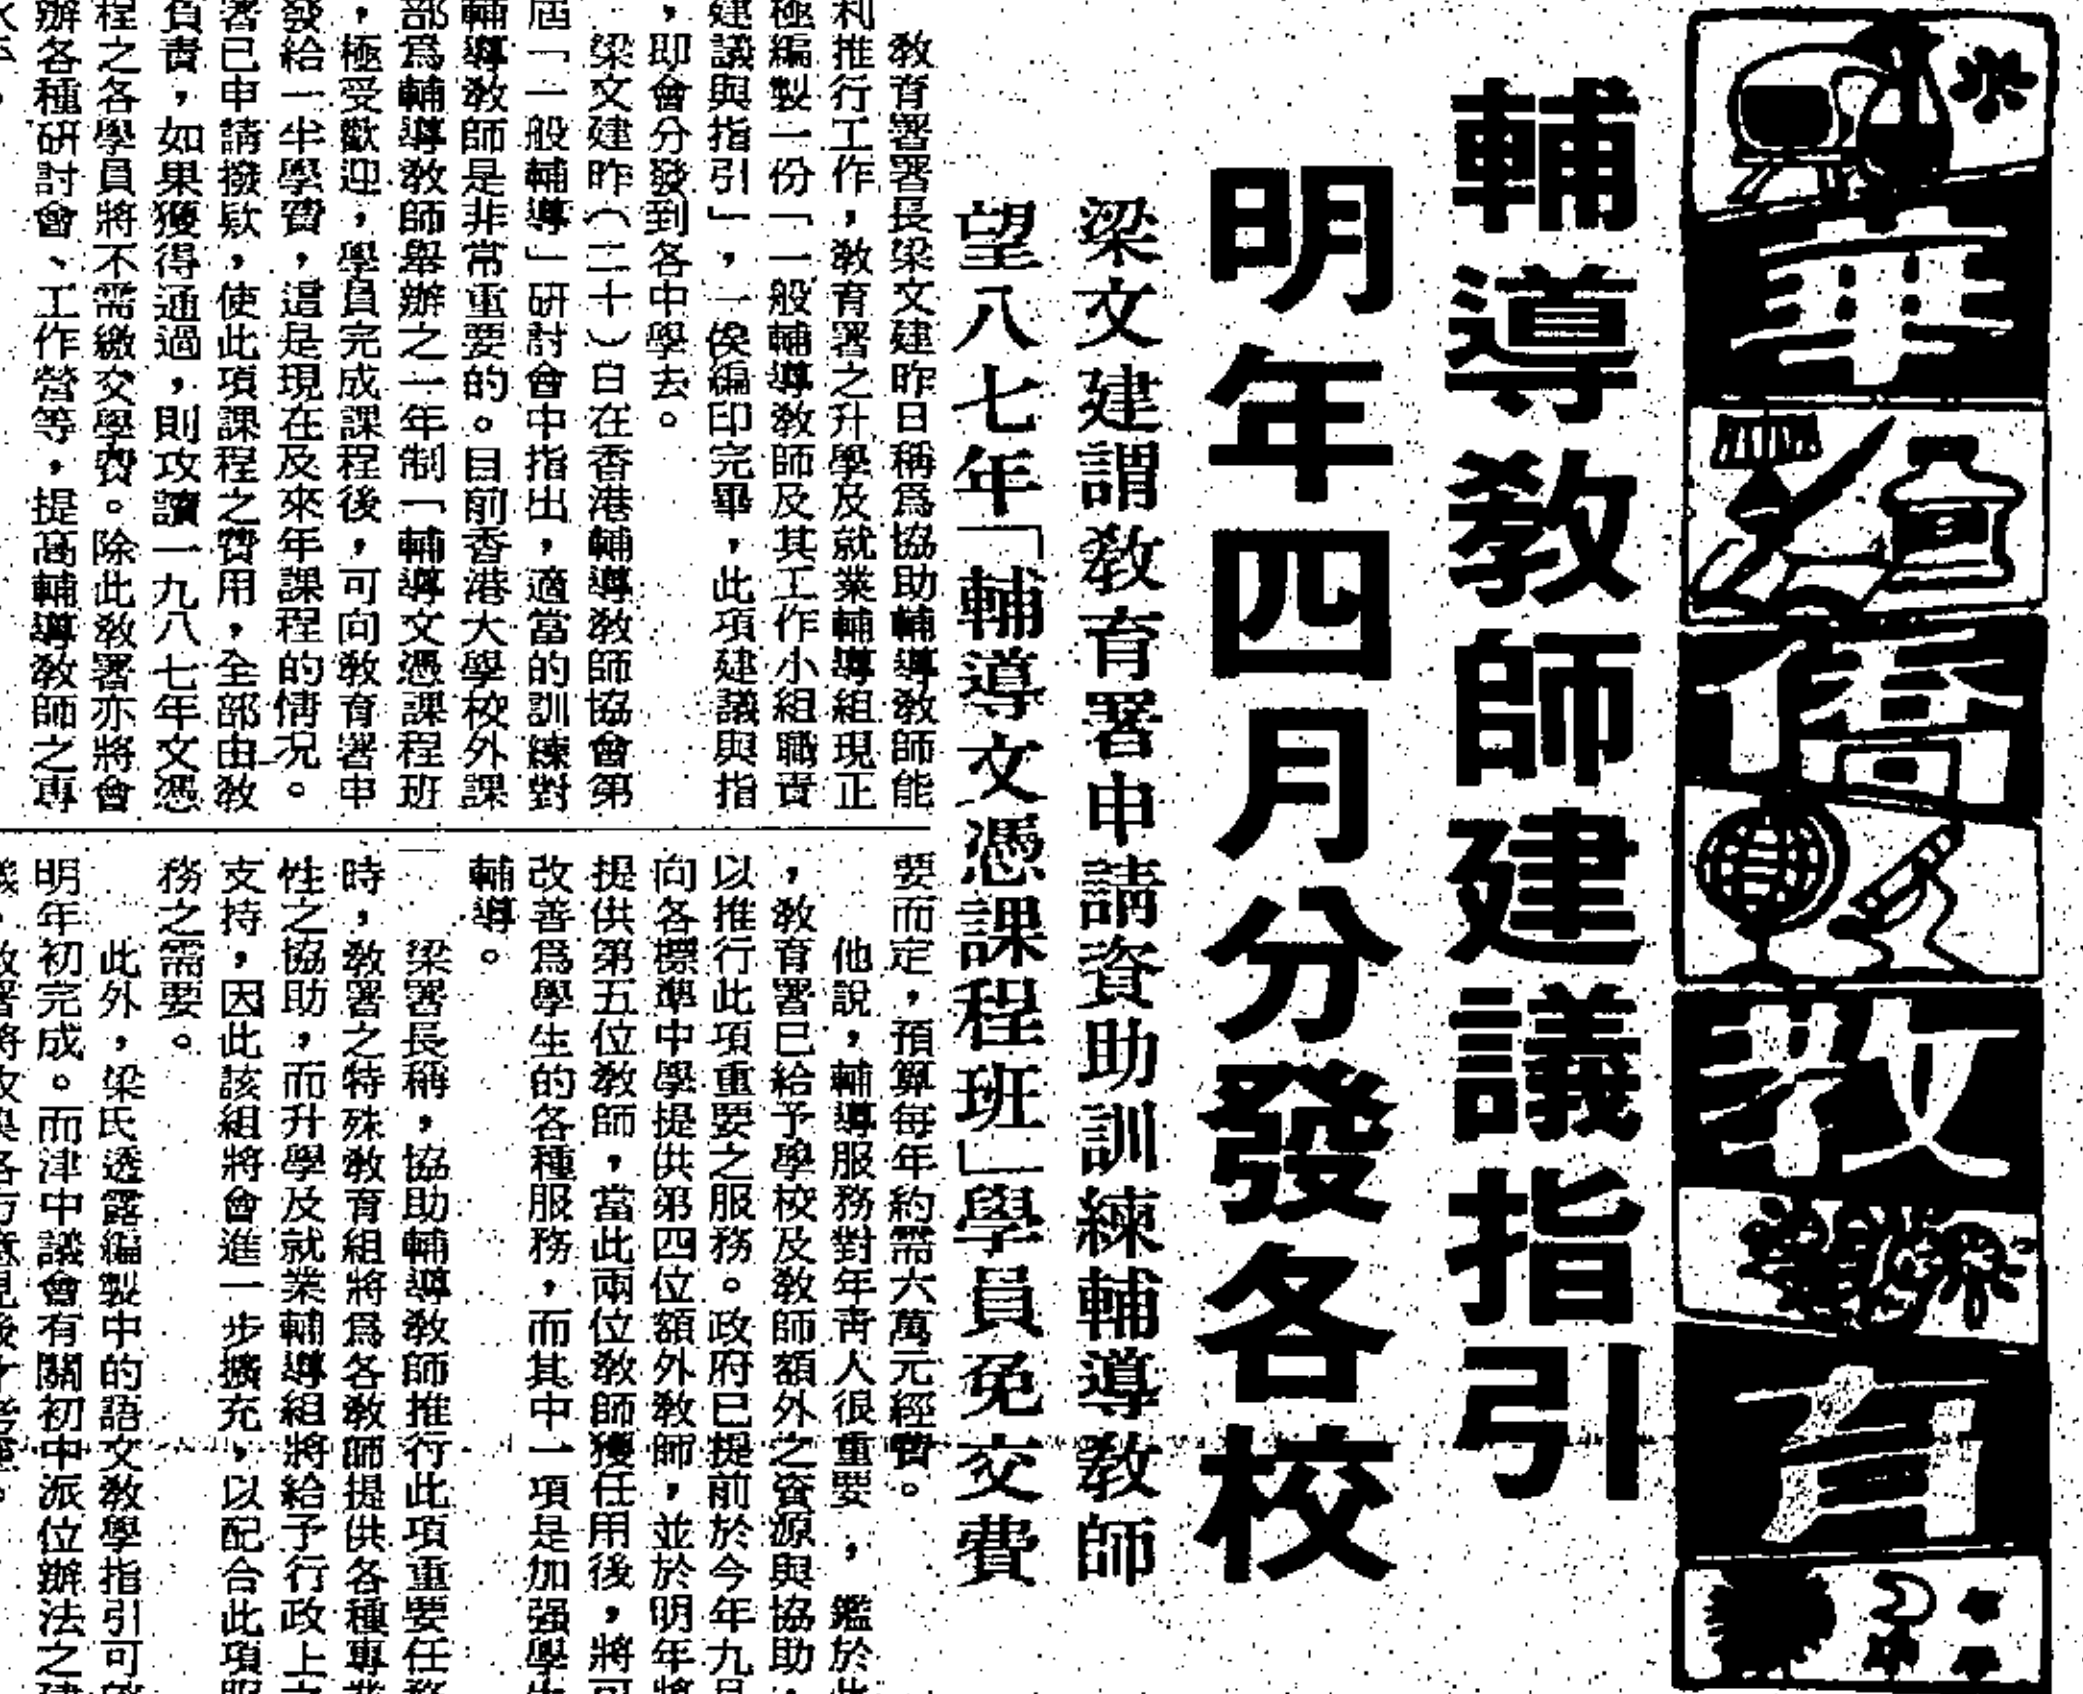 華僑教育
輔導教師建議指引
明年四月分發各校
梁文建謂教育署申請資助訓練輔導教師
望八七年「輔導文憑課程班」學員免交費
教育署署長梁文建昨日稱爲協助輔導教師能
利推行工作，教育署之升學及就業輔導組現正
極編製一份「一般輔導教師及其工作小組職責
建議與指引」，一俟編印完畢，此項建議與指
，即會分發到各中學去。
梁文建昨（二十）日在香港輔導教師協會第
屆「一般輔導」研討會中指出，適當的訓練對
輔導教師是非常重要的。目前香港大學校外課
部爲輔導教師舉辦之一年制「輔導文憑課程班
，極受歡迎，學員完成課程後，可向教育署申
發給一半學費，這是現在及來年課程的情況。
署已申請撥欵，使此項課程之費用，全部由教
負責，如果獲得通過，則攻讀一九八七年文憑
程之各學員將不需繳交學費。除此教署亦將會
辦各種研討會、工作營等，提高輔導教師之專
要而定，預算每年約需六萬元經費。
他說，輔導服務對年靑人很重要，鑑於此
，教育署已給予學校及教師額外之資源與協助，
以推行此項重要之服務。政府已提前於今年九月
向各標準中學提供第四位額外教師，並於明年將
提供第五位教師，當此兩位教師獲任用後，將可
改善爲學生的各種服務，而其中一項是加强學生
輔導。
梁署長稱，協助輔導教師推行此項重要任務
時，教署之特殊教育組將爲各教師提供各種專業
性之協助，而升學及就業輔導組將給予行政上之
支持，因此該組將會進一步擴充，以配合此項服
務之需要。
此外，梁氏透露編製中的語文教學指引可望
明年初完成。而津中議會有關初中派位辦法之建
議，教署將收集各方意見後才考慮。